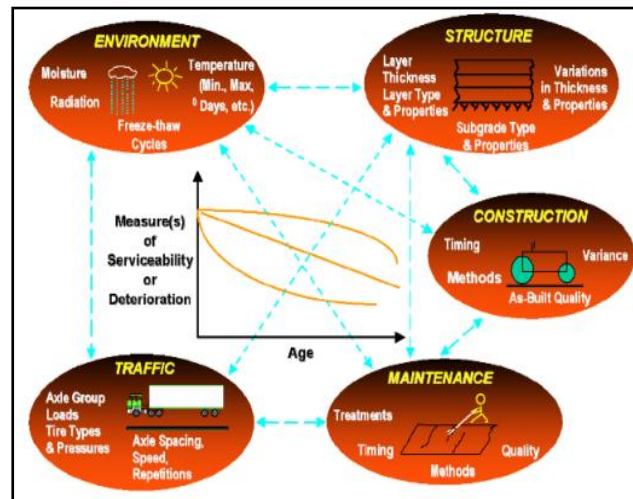 ENVIRONMENT
Moisture
Radiation
Temperature
(Min., Max,
⁰ Days, etc.)
Freeze-thaw
Cycles
STRUCTURE
Layer
Thickness
Layer Type
& Properties
Variations
in Thickness
& Properties
Subgrade Type
& Properties
CONSTRUCTION
Timing
Methods
Variance
As-Built Quality
Measure(s)
of
Serviceability
or
Deterioration
Age
TRAFFIC
Axle Group
Loads
Tire Types
& Pressures
Axle Spacing,
Speed,
Repetitions
MAINTENANCE
Treatments
Timing
Quality
Methods